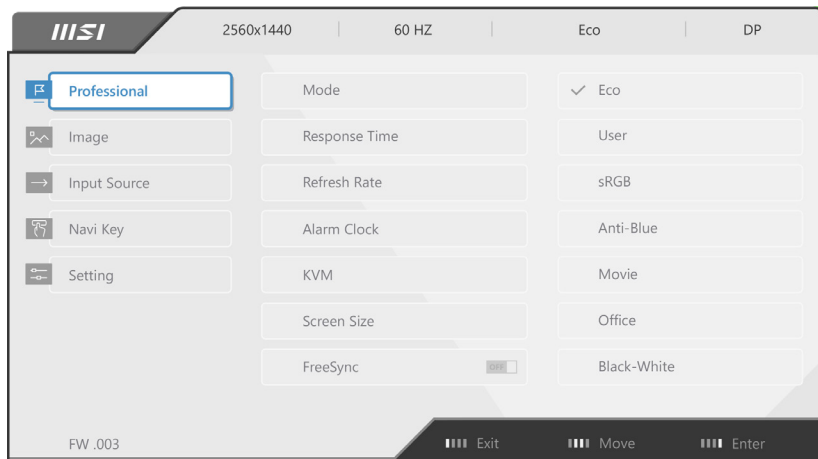 msi 2560x1440 60 HZ Eco DP
Professional Mode Eco
Image Response Time User
Input Source Refresh Rate sRGB
Navi Key Alarm Clock Anti-Blue
Setting KVM Movie
Screen Size Office
FreeSync OFF Black-White
FW .003 Exit Move Enter